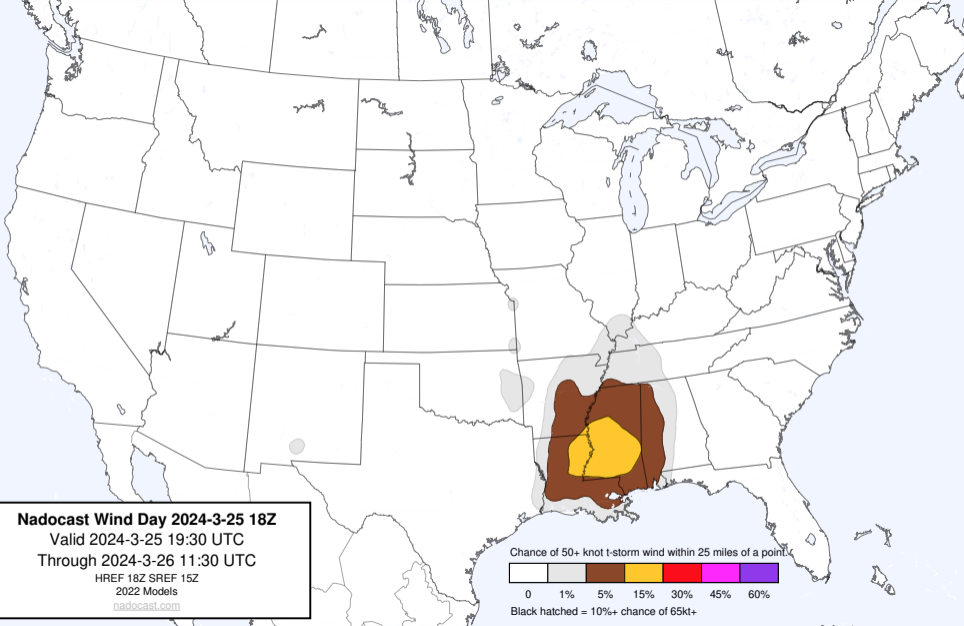 Nadocast Wind Day 2024-3-25 18Z
Valid 2024-3-25 19:30 UTC
Through 2024-3-26 11:30 UTC
HREF 18Z SREF 15Z
2022 Models
nadocast.com
Chance of 50+ knot t-storm wind within 25 miles of a point.
0 1% 5% 15% 30% 45% 60%
Black hatched = 10%+ chance of 65kt+